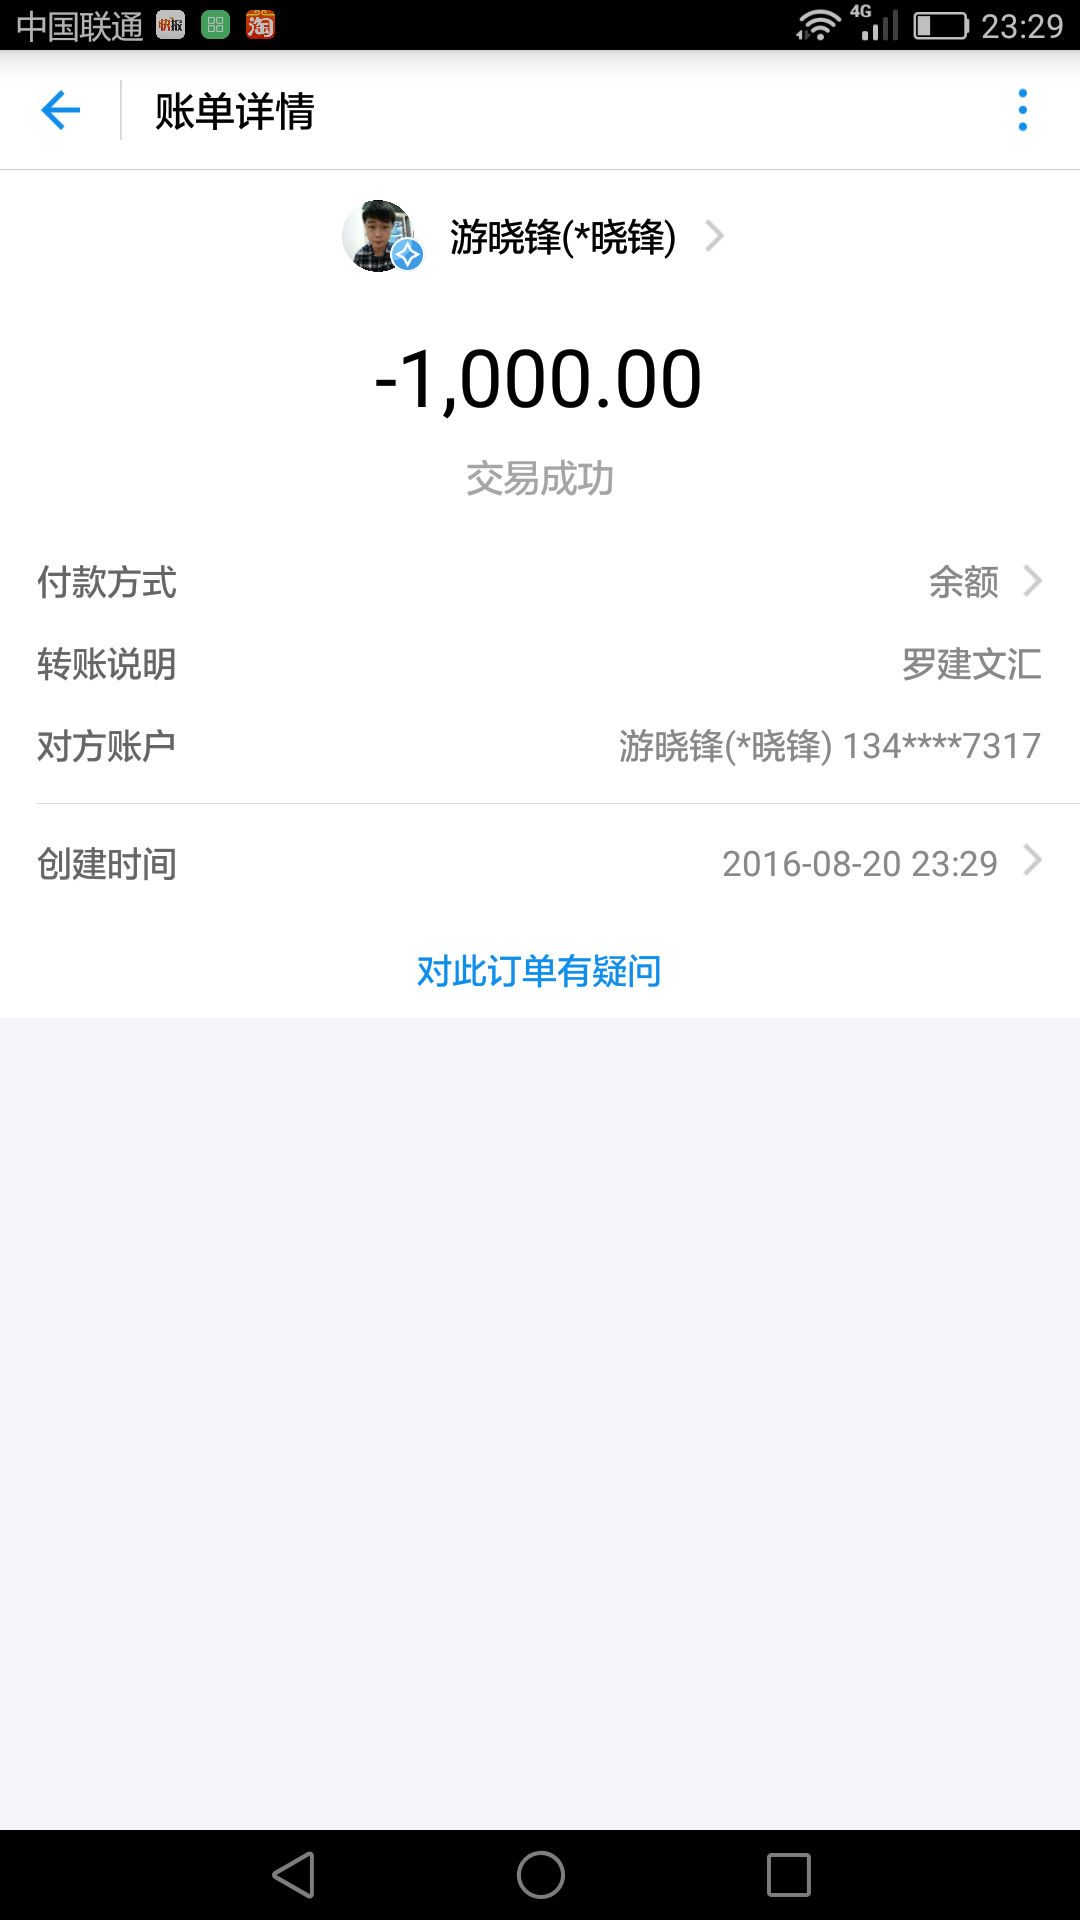 中国联通 快报 淘 4G 23:29
账单详情
游晓锋(*晓锋)
-1,000.00
交易成功
付款方式 余额
转账说明 罗建文汇
对方账户 游晓锋(*晓锋) 134****7317
创建时间 2016-08-20 23:29
对此订单有疑问